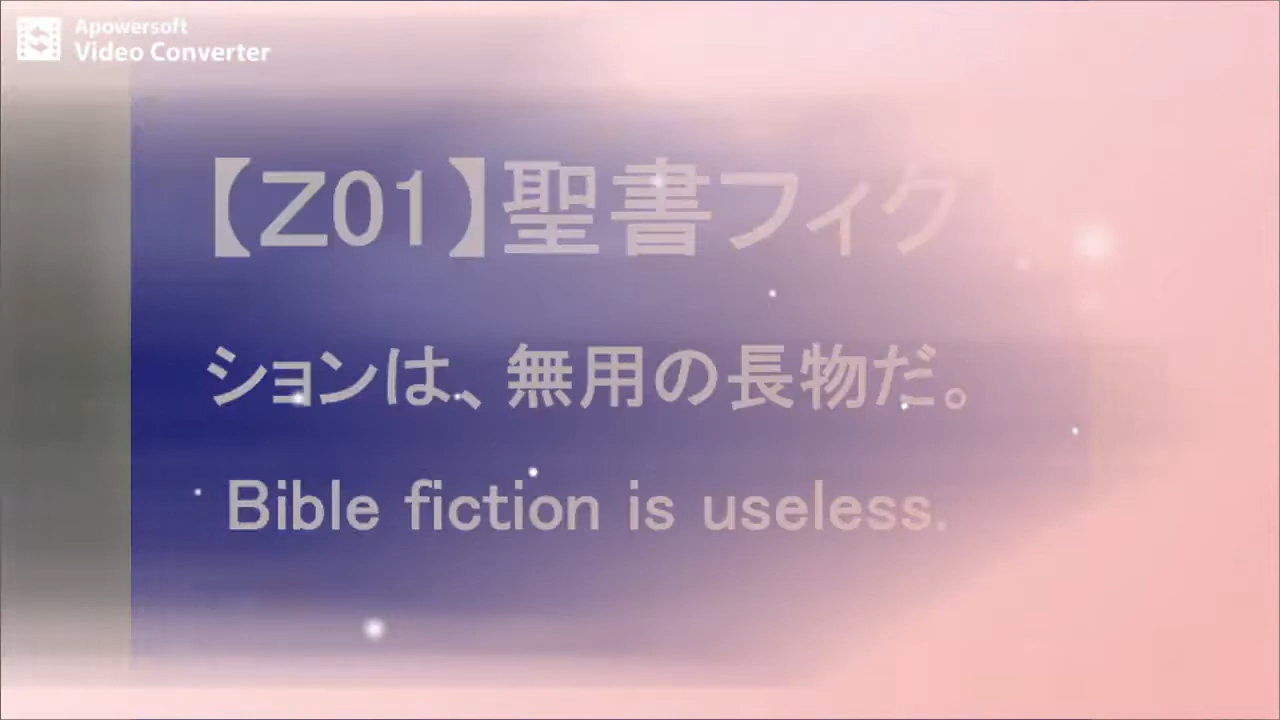 Apowersoft
Video Converter
【Z01】聖書フィク
ションは、無用の長物だ。
Bible fiction is useless.